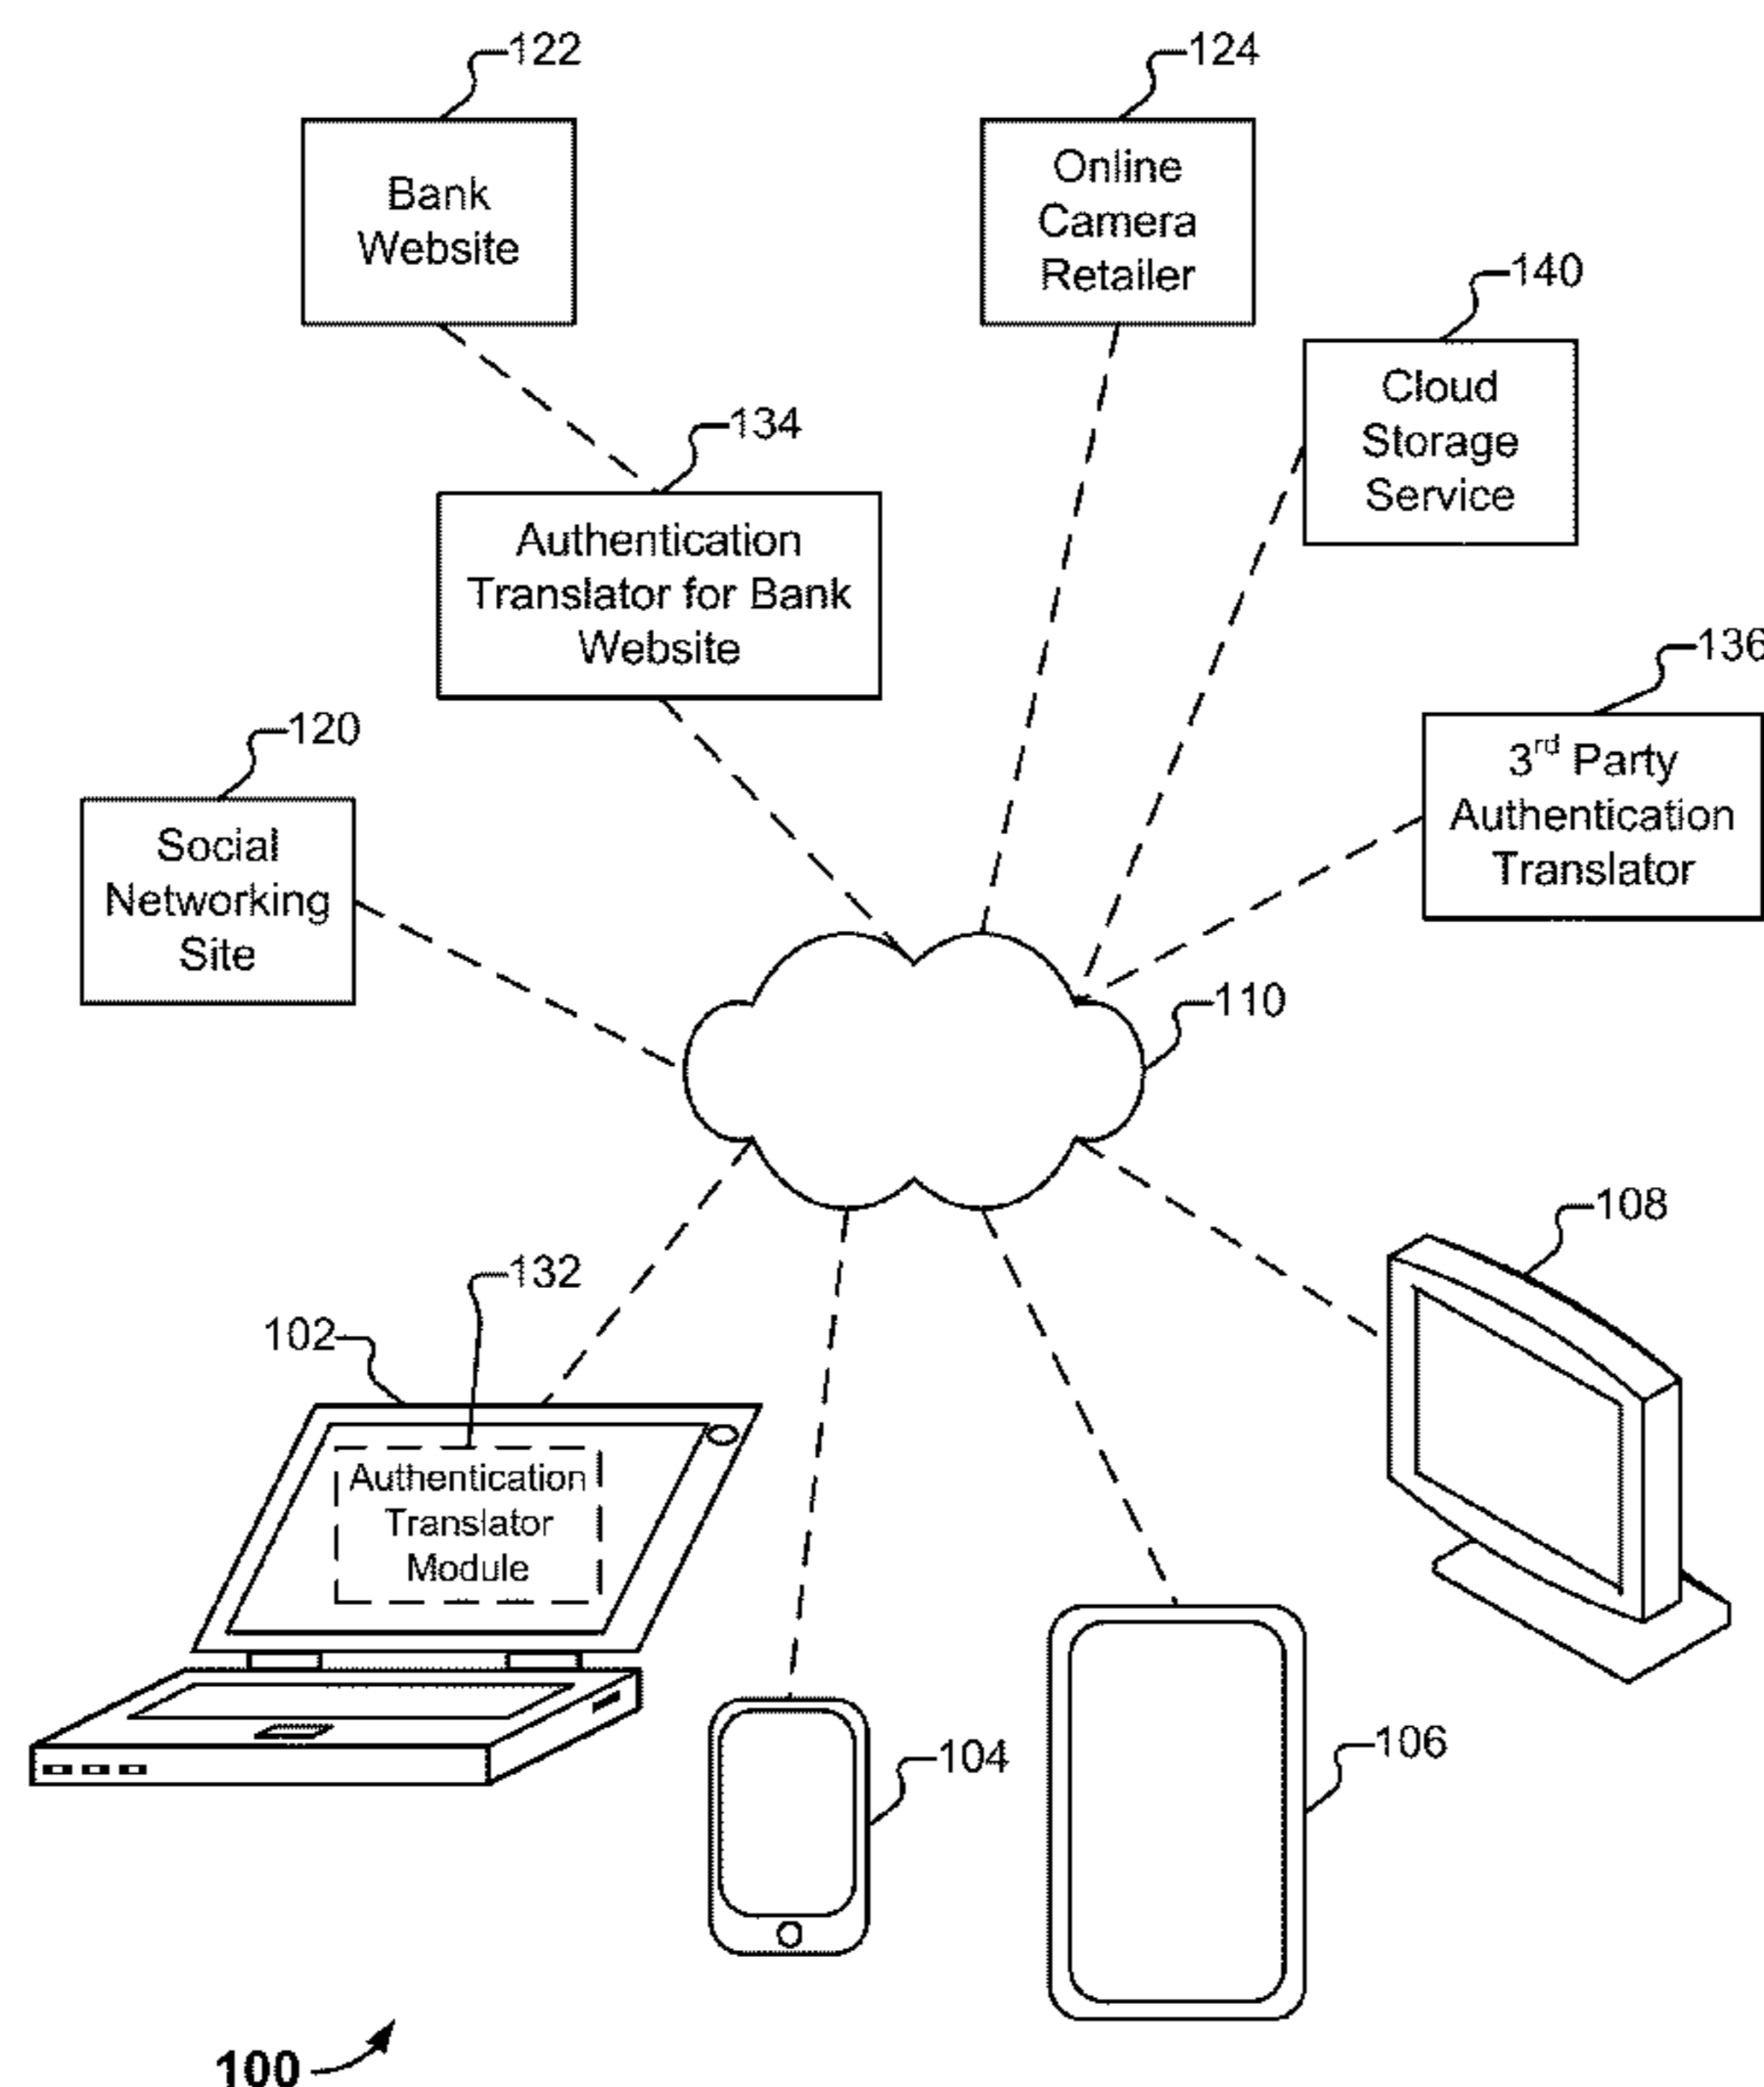 122
Bank
Website
124
Online
Camera
Retailer
140
Cloud
Storage
Service
134
Authentication
Translator for Bank
Website
136
3rd Party
Authentication
Translator
120
Social
Networking
Site
110
108
132
102
Authentication
Translator
Module
104
106
100